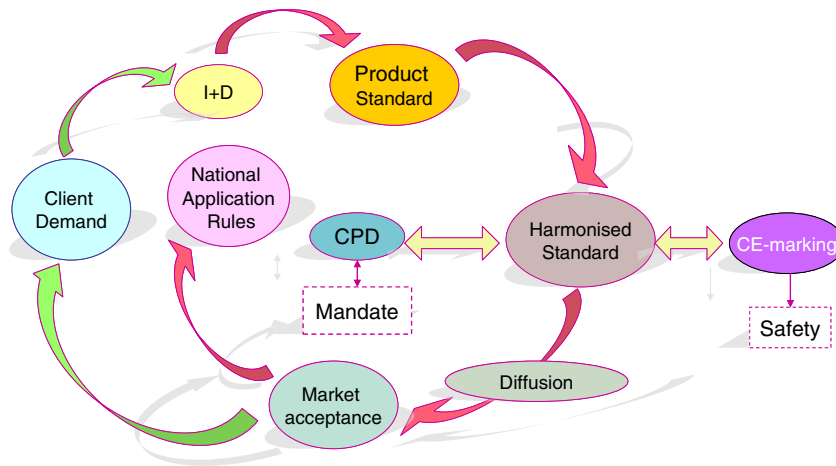 I+D
Product
Standard
Client
Demand
National
Application
Rules
CPD
Harmonised
Standard
CE-marking
Mandate
Safety
Diffusion
Market
acceptance